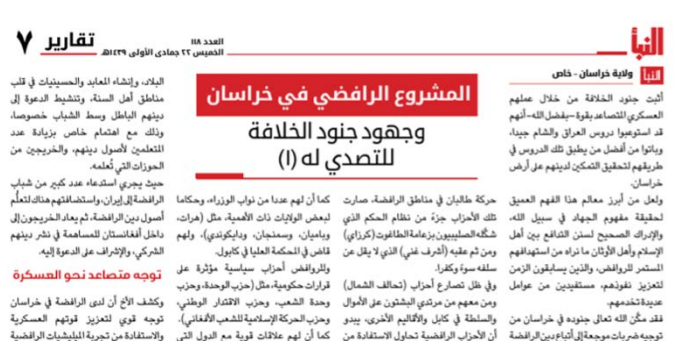 النبأ
العدد ١١٨
الخميس ٢٢ جمادى الأولى ١٤٣٩هـ
تقارير
٧
النبأ ولاية خراسان - خاص
أثبت جنود الخلافة من خلال عملهم
العسكري المتصاعد بقوة -بفضل الله- أنهم
قد استوعبوا دروس العراق والشام جيدا،
وباتوا من أفضل من يطبق تلك الدروس في
طريقهم لتحقيق التمكين لدينهم على أرض
خراسان.
ولعل من أبرز معالم هذا الفهم العميق
لحقيقة مفهوم الجهاد في سبيل الله،
والإدراك الصحيح لسنن التدافع بين أهل
الإسلام وأهل الأوثان ما نراه من استهدافهم
المستمر للروافض، والذين يسابقون الزمن
لتعزيز نفوذهم، مستفيدين من عوامل
عديدة تخدمهم.
فقد مكّن الله تعالى جنوده في خراسان من
توجيه ضربات موجعة إلى أتباع دين الرافضة
المشروع الرافضي في خراسان
وجهود جنود الخلافة
للتصدي له (١)
حركة طالبان في مناطق الرافضة، صارت
تلك الأحزاب جزءً من نظام الحكم الذي
شكّله الصليبيون بزعامة الطاغوت (كرزاي)
ومن ثم عقبه (أشرف غني) الذي لا يقل عن
سلفه سوءً وكفرا.
وفي ظل تصارع أحزاب (تحالف الشمال)
ومن معهم من مرتدي البشتون على الأموال
والسلطة في كابل والأقاليم الأخرى، يبدو
أن الأحزاب الرافضية تحاول الاستفادة من
كما أن لهم عددا من نواب الوزراء، وحكاما
لبعض الولايات ذات الأهمية، مثل (هرات،
وباميان، وسمنجان، ودايكوندي)، ولهم
قاض في المحكمة العليا في كابول.
وللروافض أحزاب سياسية مؤثرة على
قرارات حكومية، مثل (حزب الوحدة، وحزب
وحدة الشعب، وحزب الاقتدار الوطني،
وحزب الحركة الإسلامية للشعب الأفغاني).
كما أن لهم علاقات قوية مع الدول التي
البلاد، وإنشاء المعابد والحسينيات في قلب
مناطق أهل السنة، وتنشيط الدعوة إلى
دينهم الباطل وسط الشباب خصوصا،
وذلك مع اهتمام خاص بزيادة عدد
المتعلمين لأصول دينهم، والخريجين من
الحوزات التي تُعلمه.
حيث يجري استدعاء عدد كبير من شباب
الرافضة إلى إيران، واستضافتهم هناك لتعلُّم
أصول دين الرافضة، ثم يعاد الخريجون إلى
داخل أفغانستان للمساهمة في نشر دينهم
الشركي، والإشراف على الدعوة إليه.
توجه متصاعد نحو العسكرة
وكشف الأخ أن لدى الرافضة في خراسان
توجه قوي لتعزيز قوتهم العسكرية
والاستفادة من تجربة المليشيات الرافضية